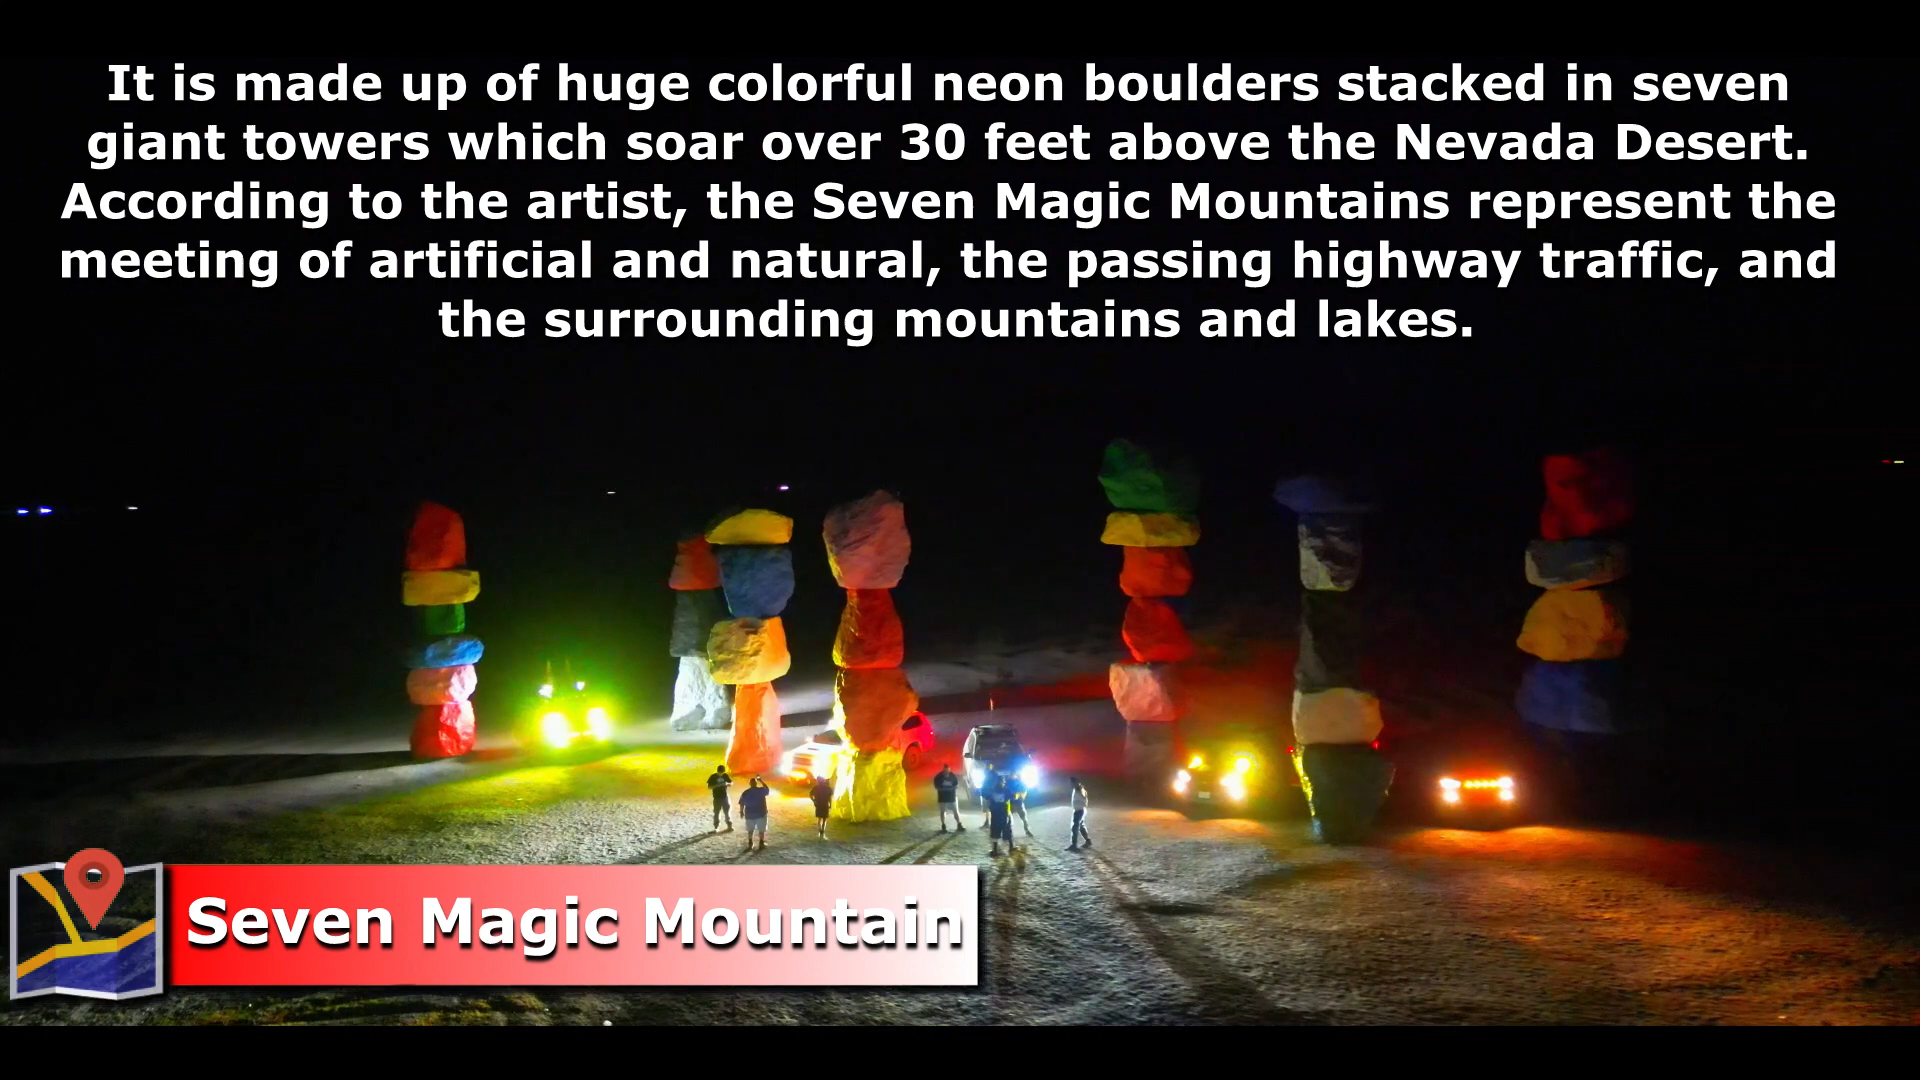 It is made up of huge colorful neon boulders stacked in seven
giant towers which soar over 30 feet above the Nevada Desert.
According to the artist, the Seven Magic Mountains represent the
meeting of artificial and natural, the passing highway traffic, and
the surrounding mountains and lakes.
Seven Magic Mountain